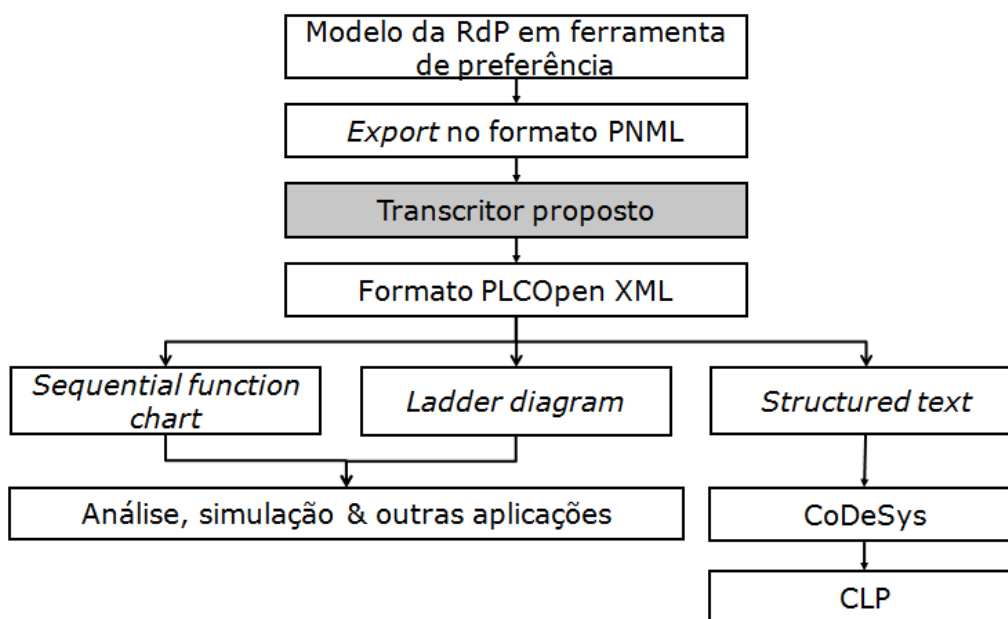 Modelo da RdP em ferramenta
de preferência
Export no formato PNML
Transcritor proposto
Formato PLCOpen XML
Sequential function
chart
Ladder diagram
Structured text
Análise, simulação & outras aplicações
CoDeSys
CLP